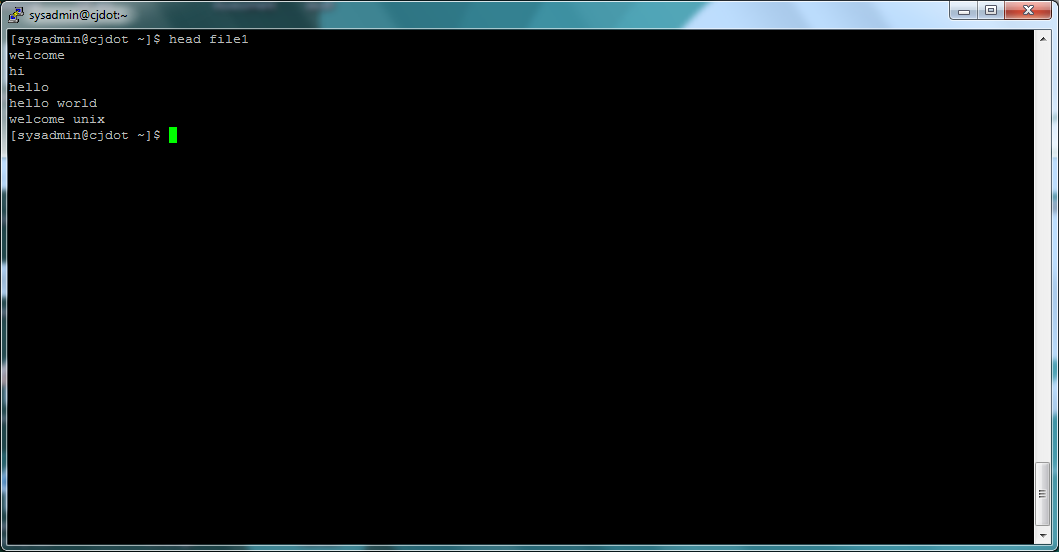 sysadmin@cjdot:~
[sysadmin@cjdot ~]$ head file1
welcome
hi
hello
hello world
welcome unix
[sysadmin@cjdot ~]$